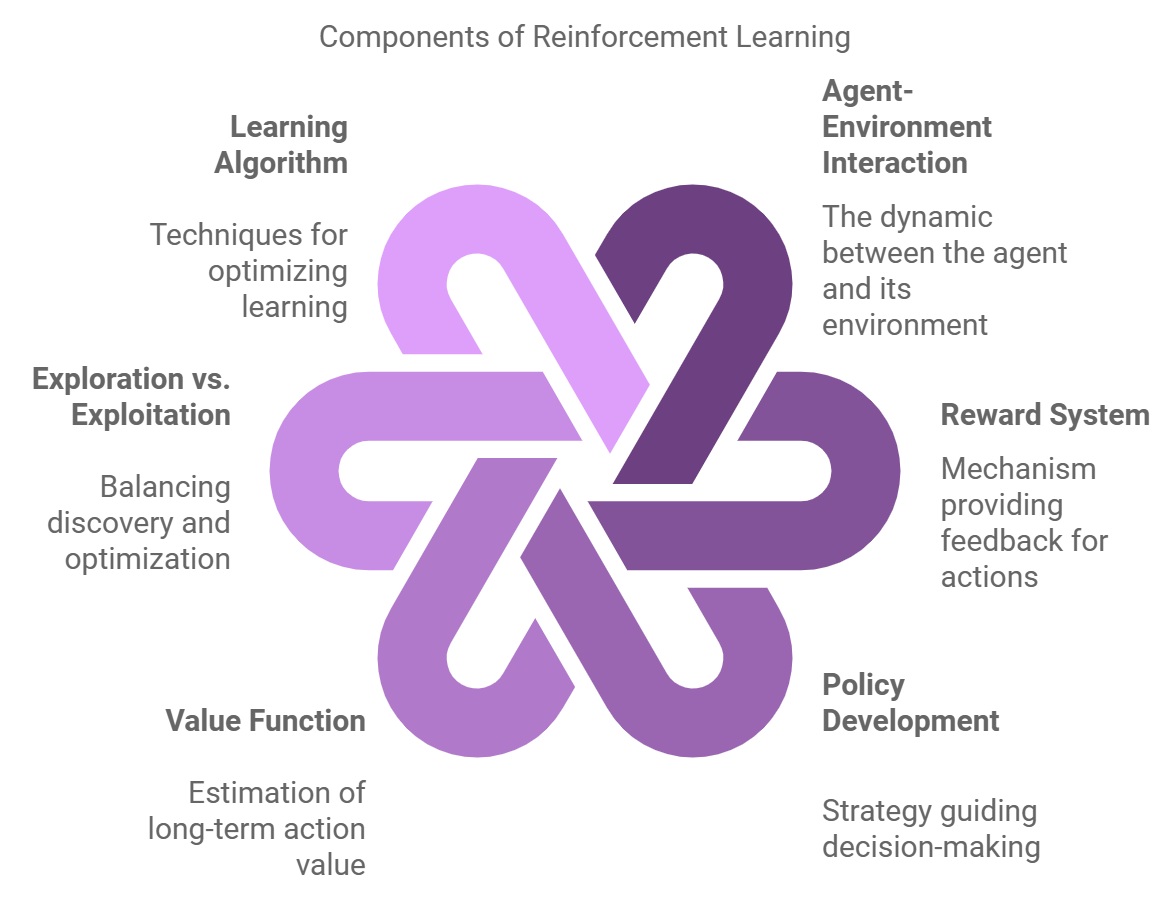 Components of Reinforcement Learning
Learning
Algorithm
Techniques for
optimizing
learning
Agent-
Environment
Interaction
The dynamic
between the agent
and its
environment
Exploration vs.
Exploitation
Balancing
discovery and
optimization
Reward System
Mechanism
providing
feedback for
actions
Value Function
Estimation of
long-term action
value
Policy
Development
Strategy guiding
decision-making